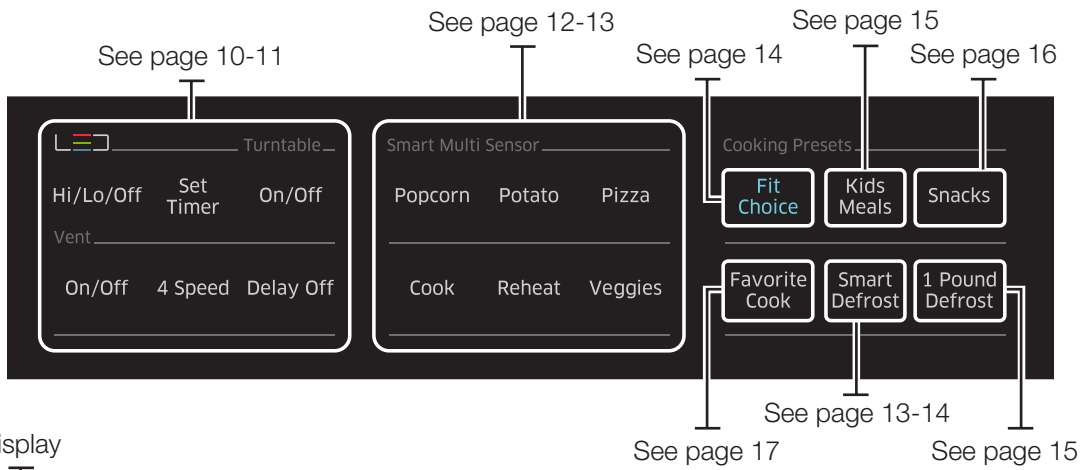 See page 10-11
See page 12-13
See page 14
See page 15
See page 16
LED
Turntable
Hi/Lo/Off
Set
Timer
On/Off
Vent
On/Off
4 Speed
Delay Off
Smart Multi Sensor
Popcorn
Potato
Pizza
Cook
Reheat
Veggies
Cooking Presets
Fit
Choice
Kids
Meals
Snacks
Favorite
Cook
Smart
Defrost
1 Pound
Defrost
See page 17
See page 13-14
See page 15
isplay